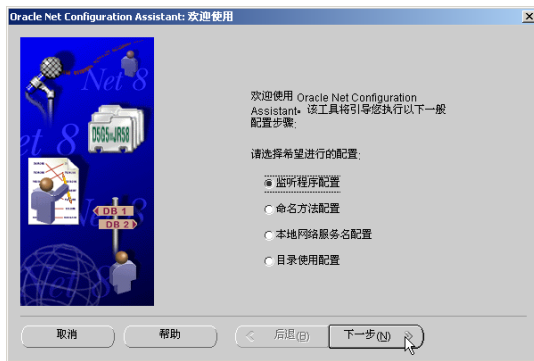 Oracle Net Configuration Assistant: 欢迎使用
Net 8
et 8
DSGS-JRS8
DB 1
DB 2
欢迎使用 Oracle Net Configuration
Assistant。该工具将引导您执行以下一般
配置步骤:
请选择希望进行的配置:
监听程序配置
命名方法配置
本地网络服务名配置
目录使用配置
取消
帮助
后退(B)
下一步(N)